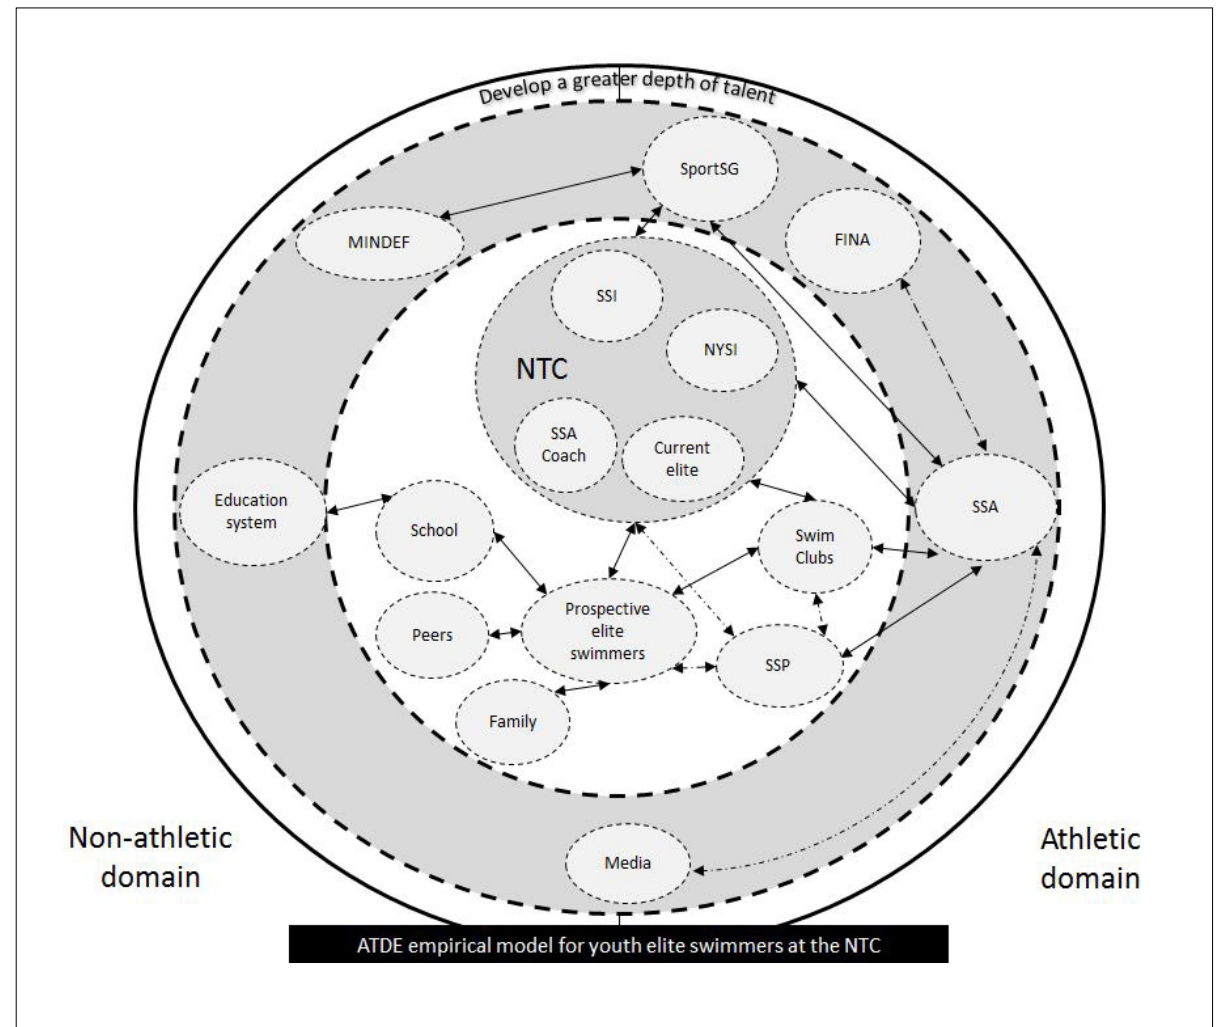 Develop a greater depth of talent
SportSG
MINDEF
FINA
SSI
NYSI
NTC
SSA
Coach
Current
elite
Education
system
School
Swim
Clubs
SSA
Prospective
elite
swimmers
Peers
SSP
Family
Non-athletic
domain
Media
Athletic
domain
ATDE empirical model for youth elite swimmers at the NTC